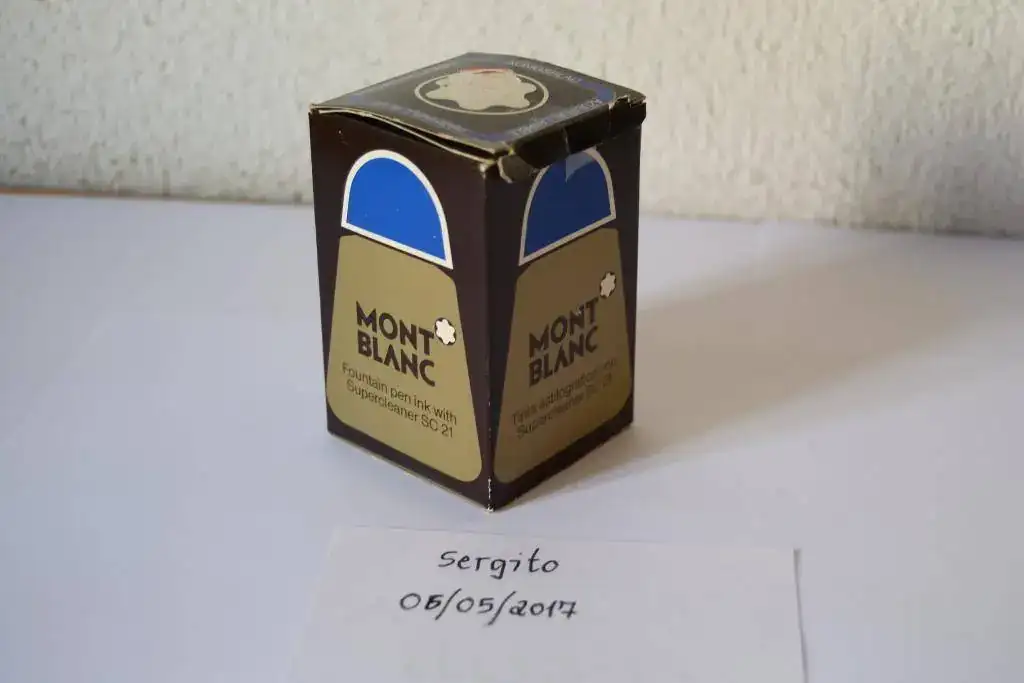 MONT
BLANC
Fountain pen ink with
Supercleaner SC 21
MONT
BLANC
Supercleaner SC 21
Sergito
05/05/2017